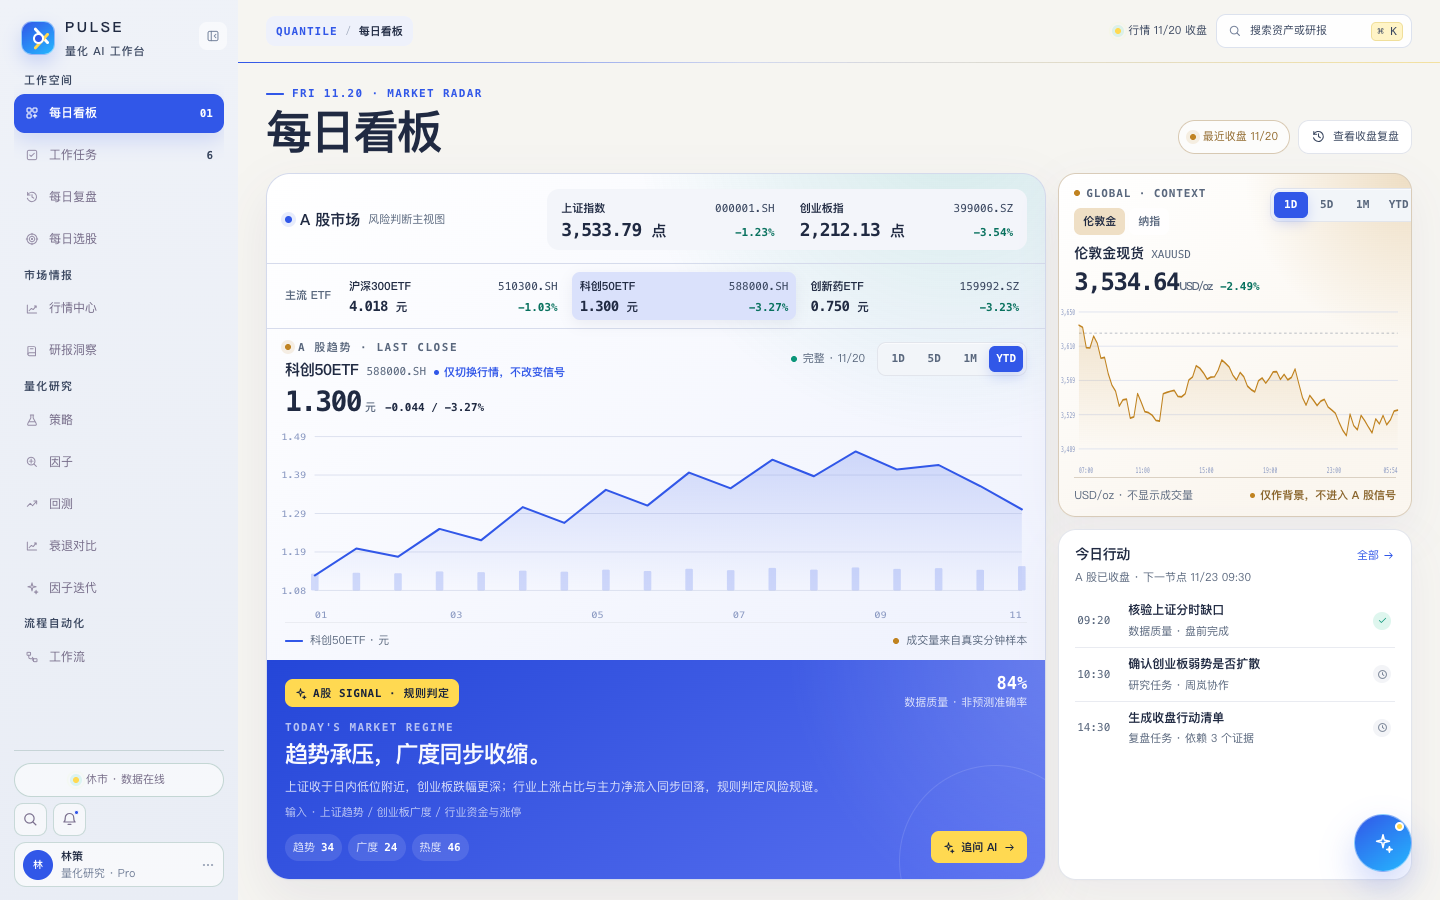 PULSE
量化 AI 工作台
工作空间
每日看板 01
工作任务 6
每日复盘
每日选股
市场情报
行情中心
研报洞察
量化研究
策略
因子
回测
衰退对比
因子迭代
流程自动化
工作流
休市 · 数据在线
林
林策
量化研究 · Pro
QUANTILE / 每日看板
行情 11/20 收盘
搜索资产或研报 ⌘ K
FRI 11.20 · MARKET RADAR
每日看板
最近收盘 11/20
查看收盘复盘
A 股市场 风险判断主视图
上证指数 000001.SH
3,533.79 点 −1.23%
创业板指 399006.SZ
2,212.13 点 −3.54%
主流 ETF
沪深300ETF 510300.SH
4.018 元 −1.03%
科创50ETF 588000.SH
1.300 元 −3.27%
创新药ETF 159992.SZ
0.750 元 −3.23%
A 股趋势 · LAST CLOSE
科创50ETF 588000.SH 仅切换行情，不改变信号
1.300 元 −0.044 / −3.27%
完整 · 11/20
1D 5D 1M YTD
1.49
1.39
1.29
1.19
1.08
01 03 05 07 09 11
科创50ETF · 元
成交量来自真实分钟样本
A股 SIGNAL · 规则判定
84%
数据质量 · 非预测准确率
TODAY'S MARKET REGIME
趋势承压，广度同步收缩。
上证收于日内低位附近，创业板跌幅更深；行业上涨占比与主力净流入同步回落，规则判定风险规避。
输入 · 上证趋势 / 创业板广度 / 行业资金与涨停
趋势 34
广度 24
热度 46
追问 AI →
GLOBAL · CONTEXT
1D 5D 1M YTD
伦敦金 纳指
伦敦金现货 XAUUSD
3,534.64 USD/oz −2.49%
3,650
3,610
3,569
3,529
3,489
07:00 11:00 15:00 19:00 23:00 05:54
USD/oz · 不显示成交量
仅作背景，不进入 A 股信号
今日行动
全部 →
A 股已收盘 · 下一节点 11/23 09:30
09:20
核验上证分时缺口
数据质量 · 盘前完成
10:30
确认创业板弱势是否扩散
研究任务 · 周岚协作
14:30
生成收盘行动清单
复盘任务 · 依赖 3 个证据